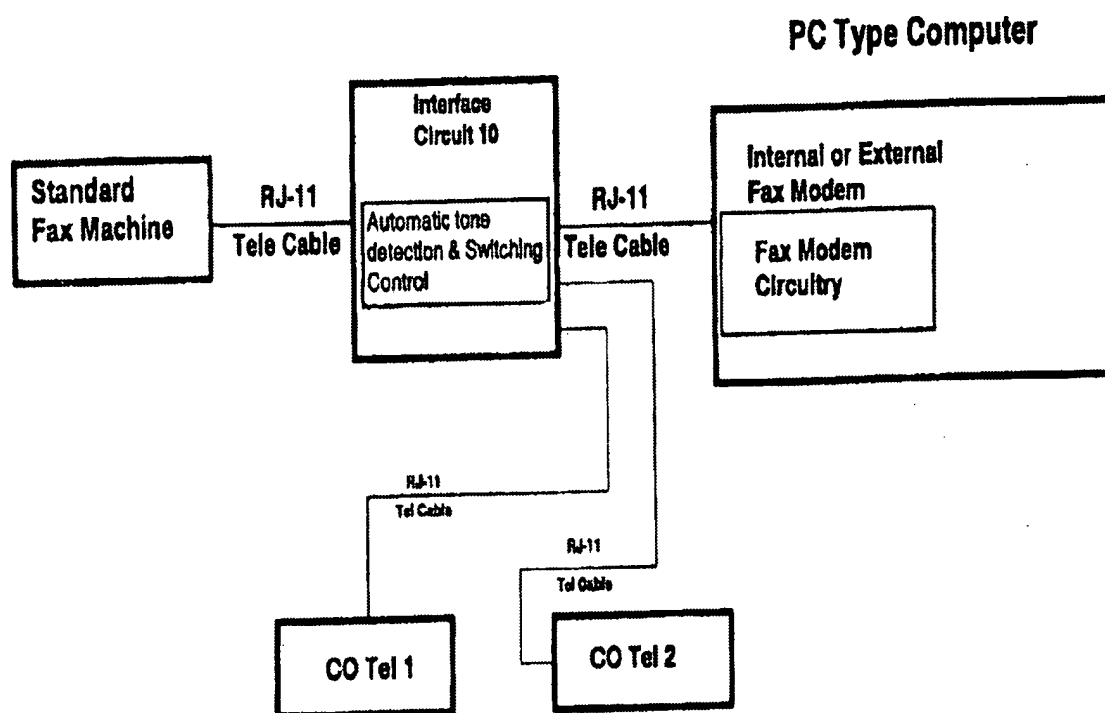 PC Type Computer
Interface
Circuit 10
Standard
Fax Machine
RJ-11
Tele Cable
Automatic tone
detection & Switching
Control
RJ-11
Tele Cable
Internal or External
Fax Modem
Fax Modem
Circuitry
RJ-11
Tel Cable
RJ-11
Tel Cable
CO Tel 1
CO Tel 2